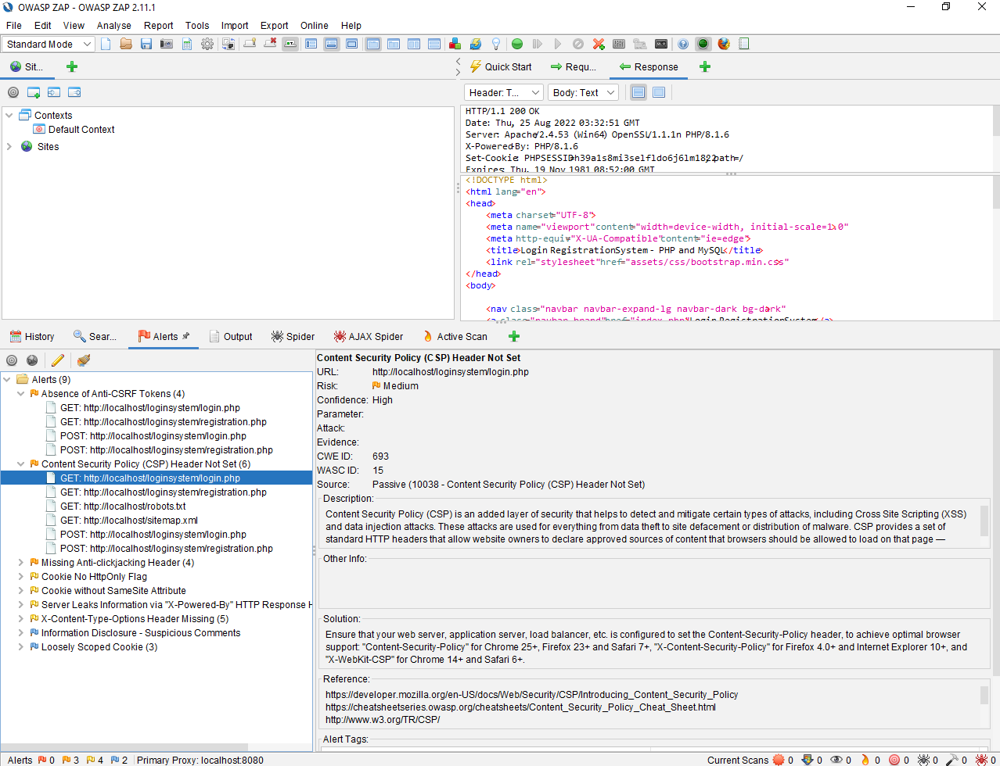 OWASP ZAP - OWASP ZAP 2.11.1
File Edit View Analyse Report Tools Import Export Online Help
Standard Mode
Sit...
Quick Start
Requ...
Response
Header: T...
Body: Text
Contexts
Default Context
Sites
HTTP/1.1 200 OK
Date: Thu, 25 Aug 2022 03:32:51 GMT
Server: Apache/2.4.53 (Win64) OpenSSL/1.1.1n PHP/8.1.6
X-Powered-By: PHP/8.1.6
Set-Cookie: PHPSESSID=h39a1s8mi3selfldo6j6lm1822; path=/
Expires: Thu, 19 Nov 1981 08:52:00 GMT
<!DOCTYPE html>
<html lang="en">
<head>
<meta charset="UTF-8">
<meta name="viewport" content="width=device-width, initial-scale=1.0"
<meta http-equiv="X-UA-Compatible" content="ie=edge">
<title>Login RegistrationSystem - PHP and MySQL</title>
<link rel="stylesheet" href="assets/css/bootstrap.min.css"
</head>
<body>
<nav class="navbar navbar-expand-lg navbar-dark bg-dark"
<a class="navbar-brand" href="index.php">Login RegistrationSystem</a>
History
Sear...
Alerts
Output
Spider
AJAX Spider
Active Scan
Alerts (9)
Absence of Anti-CSRF Tokens (4)
GET: http://localhost/loginsystem/login.php
GET: http://localhost/loginsystem/registration.php
POST: http://localhost/loginsystem/login.php
POST: http://localhost/loginsystem/registration.php
Content Security Policy (CSP) Header Not Set (6)
GET: http://localhost/loginsystem/login.php
GET: http://localhost/loginsystem/registration.php
GET: http://localhost/robots.txt
GET: http://localhost/sitemap.xml
POST: http://localhost/loginsystem/login.php
POST: http://localhost/loginsystem/registration.php
Missing Anti-clickjacking Header (4)
Cookie No HttpOnly Flag
Cookie without SameSite Attribute
Server Leaks Information via "X-Powered-By" HTTP Response H
X-Content-Type-Options Header Missing (5)
Information Disclosure - Suspicious Comments
Loosely Scoped Cookie (3)
Content Security Policy (CSP) Header Not Set
URL: http://localhost/loginsystem/login.php
Risk: Medium
Confidence: High
Parameter:
Attack:
Evidence:
CWE ID: 693
WASC ID: 15
Source: Passive (10038 - Content Security Policy (CSP) Header Not Set)
Description:
Content Security Policy (CSP) is an added layer of security that helps to detect and mitigate certain types of attacks, including Cross Site Scripting (XSS)
and data injection attacks. These attacks are used for everything from data theft to site defacement or distribution of malware. CSP provides a set of
standard HTTP headers that allow website owners to declare approved sources of content that browsers should be allowed to load on that page —
Other Info:
Solution:
Ensure that your web server, application server, load balancer, etc. is configured to set the Content-Security-Policy header, to achieve optimal browser
support: "Content-Security-Policy" for Chrome 25+, Firefox 23+ and Safari 7+, "X-Content-Security-Policy" for Firefox 4.0+ and Internet Explorer 10+, and
"X-WebKit-CSP" for Chrome 14+ and Safari 6+.
Reference:
https://developer.mozilla.org/en-US/docs/Web/Security/CSP/Introducing_Content_Security_Policy
https://cheatsheetseries.owasp.org/cheatsheets/Content_Security_Policy_Cheat_Sheet.html
http://www.w3.org/TR/CSP/
Alert Tags:
Alerts 0 3 4 2 Primary Proxy: localhost:8080 Current Scans 0 0 0 0 0 0 0 0